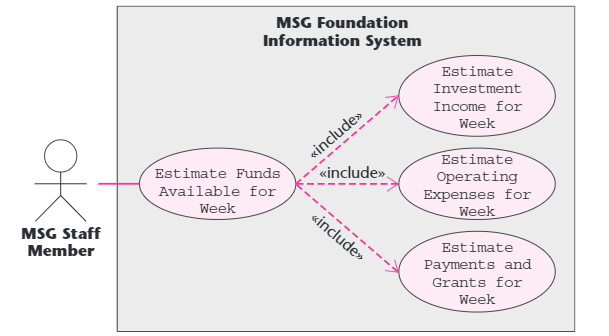 MSG Foundation
Information System
Estimate
Investment
Income for
Week
«include»
Estimate Funds
Available for
Week
«include»
Estimate
Operating
Expenses for
Week
«include»
Estimate
Payments and
Grants for
Week
MSG Staff
Member